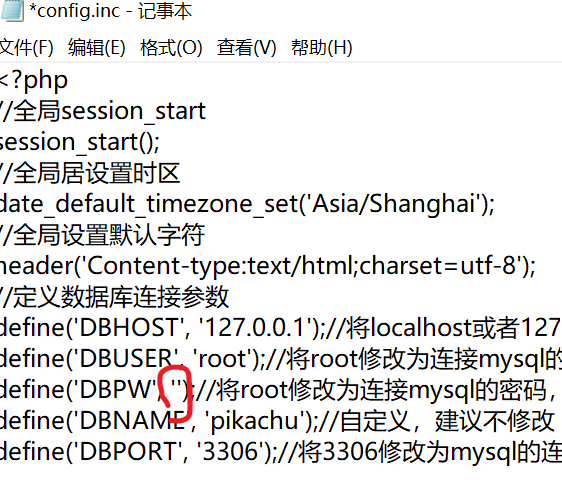 *config.inc - 记事本
文件(F) 编辑(E) 格式(O) 查看(V) 帮助(H)
<?php
//全局session_start
session_start();
//全局居设置时区
date_default_timezone_set('Asia/Shanghai');
//全局设置默认字符
header('Content-type:text/html;charset=utf-8');
//定义数据库连接参数
define('DBHOST', '127.0.0.1');//将localhost或者127
define('DBUSER', 'root');//将root修改为连接mysql的
define('DBPW', '');//将root修改为连接mysql的密码，
define('DBNAME', 'pikachu');//自定义，建议不修改
define('DBPORT', '3306');//将3306修改为mysql的连